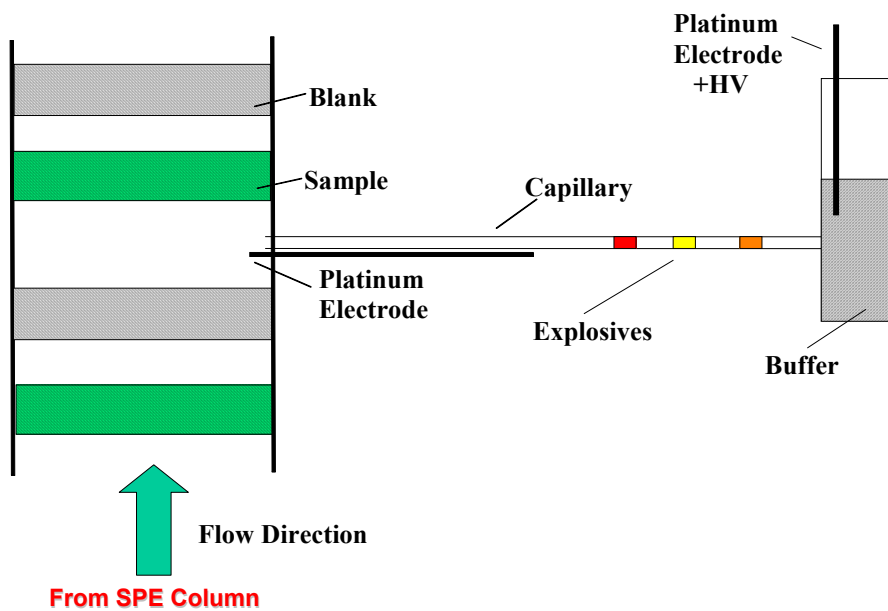 Platinum
Electrode
+HV
Blank
Sample
Capillary
Platinum
Electrode
Explosives
Buffer
Flow Direction
From SPE Column